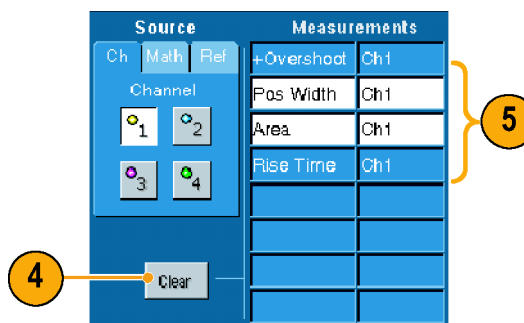 Source
Ch Math Ref
Channel
1 2
3 4
Clear
Measurements
+Overshoot Ch1
Pos Width Ch1
Area Ch1
Rise Time Ch1
4
5